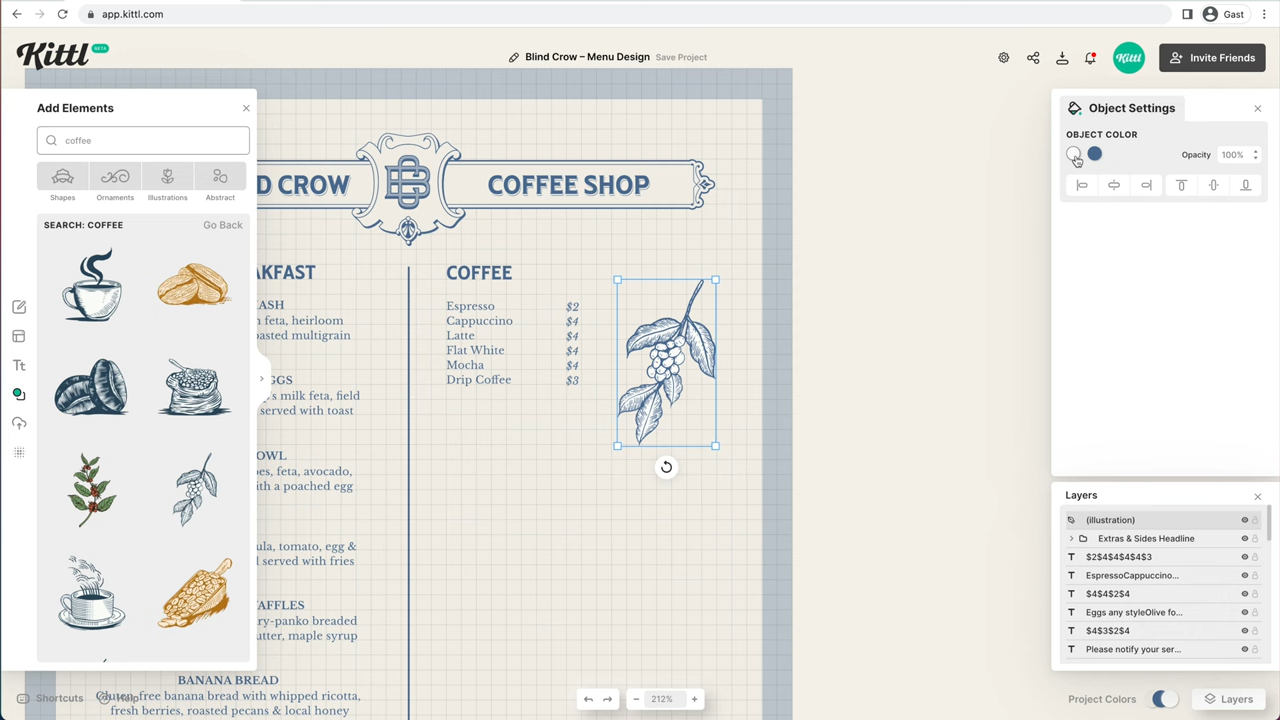 app.kittl.com
Gast
Kittl BETA
Blind Crow – Menu Design Save Project
Kittl
Invite Friends
Add Elements
coffee
Shapes Ornaments Illustrations Abstract
SEARCH: COFFEE Go Back
D CROW
BC
COFFEE SHOP
AKFAST
ASH
n feta, heirloom
oasted multigrain
GGS
's milk feta, field
served with toast
OWL
oes, feta, avocado,
ith a poached egg
ula, tomato, egg &
l served with fries
AFFLES
ry-panko breaded
utter, maple syrup
BANANA BREAD
Gluten free banana bread with whipped ricotta,
fresh berries, roasted pecans & local honey
COFFEE
Espresso $2
Cappuccino $4
Latte $4
Flat White $4
Mocha $4
Drip Coffee $3
Object Settings
OBJECT COLOR
Opacity 100%
Layers
(illustration)
Extras & Sides Headline
T $2$4$4$4$4$3
T EspressoCappuccino...
T $4$4$2$4
T Eggs any styleOlive fo...
T $4$3$2$4
T Please notify your ser...
Shortcuts Help
212%
Project Colors
Layers